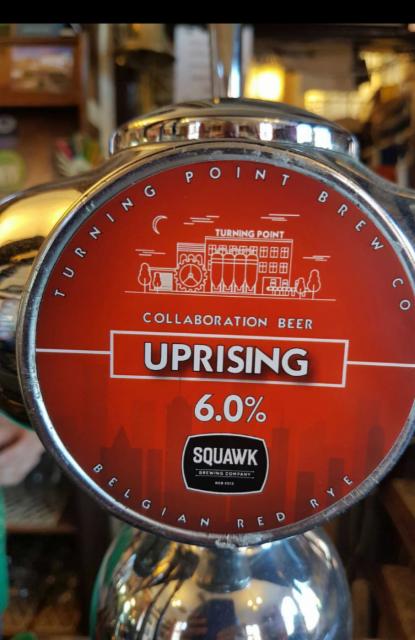 TURNING POINT BREW CO
TURNING POINT
COLLABORATION BEER
UPRISING
6.0%
SQUAWK
BREWING COMPANY
BELGIAN RED RYE